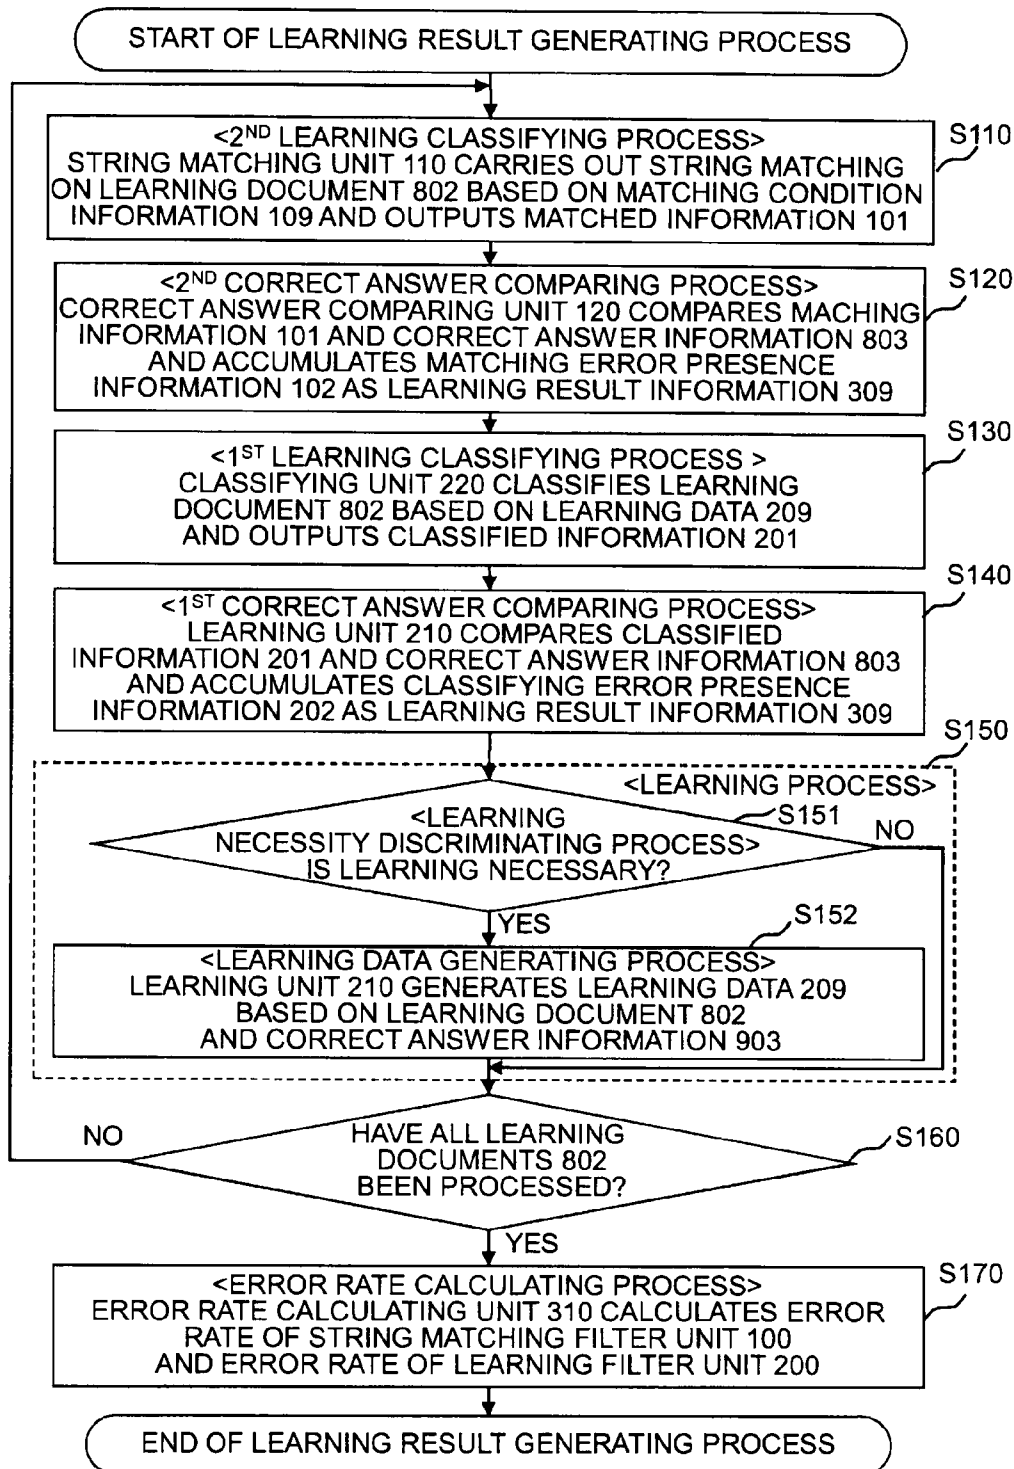 START OF LEARNING RESULT GENERATING PROCESS
S110
<2ND LEARNING CLASSIFYING PROCESS>
STRING MATCHING UNIT 110 CARRIES OUT STRING MATCHING
ON LEARNING DOCUMENT 802 BASED ON MATCHING CONDITION
INFORMATION 109 AND OUTPUTS MATCHED INFORMATION 101
S120
<2ND CORRECT ANSWER COMPARING PROCESS>
CORRECT ANSWER COMPARING UNIT 120 COMPARES MACHING
INFORMATION 101 AND CORRECT ANSWER INFORMATION 803
AND ACCUMULATES MATCHING ERROR PRESENCE
INFORMATION 102 AS LEARNING RESULT INFORMATION 309
S130
<1ST LEARNING CLASSIFYING PROCESS >
CLASSIFYING UNIT 220 CLASSIFIES LEARNING
DOCUMENT 802 BASED ON LEARNING DATA 209
AND OUTPUTS CLASSIFIED INFORMATION 201
S140
<1ST CORRECT ANSWER COMPARING PROCESS>
LEARNING UNIT 210 COMPARES CLASSIFIED
INFORMATION 201 AND CORRECT ANSWER INFORMATION 803
AND ACCUMULATES CLASSIFYING ERROR PRESENCE
INFORMATION 202 AS LEARNING RESULT INFORMATION 309
S150
<LEARNING PROCESS>
S151
<LEARNING
NECESSITY DISCRIMINATING PROCESS>
IS LEARNING NECESSARY?
NO
YES
S152
<LEARNING DATA GENERATING PROCESS>
LEARNING UNIT 210 GENERATES LEARNING DATA 209
BASED ON LEARNING DOCUMENT 802
AND CORRECT ANSWER INFORMATION 903
NO
HAVE ALL LEARNING
DOCUMENTS 802
BEEN PROCESSED?
S160
YES
S170
<ERROR RATE CALCULATING PROCESS>
ERROR RATE CALCULATING UNIT 310 CALCULATES ERROR
RATE OF STRING MATCHING FILTER UNIT 100
AND ERROR RATE OF LEARNING FILTER UNIT 200
END OF LEARNING RESULT GENERATING PROCESS